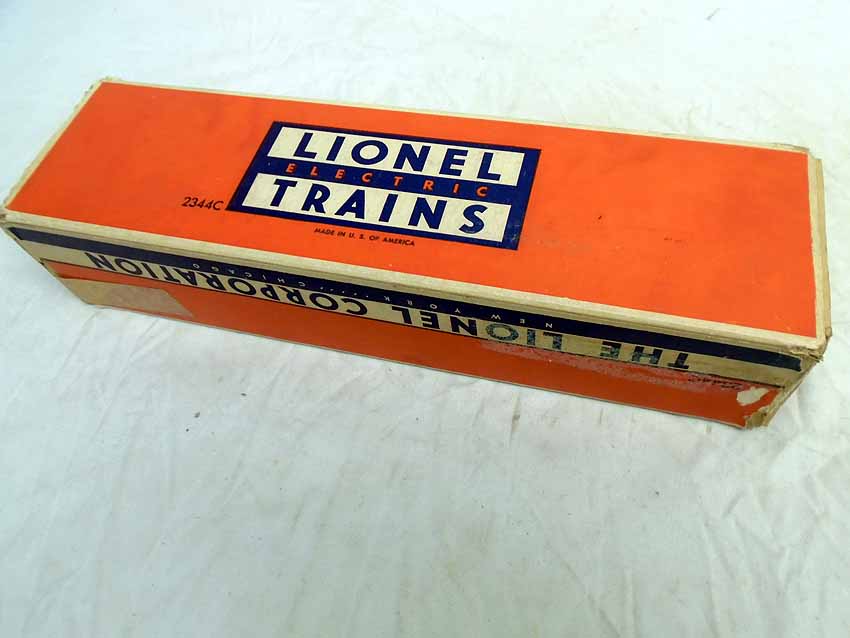 LIONEL
ELECTRIC
TRAINS
2344C
MADE IN U. S. OF AMERICA
THE LIONEL CORPORATION
NEW YORK ...... CHICAGO